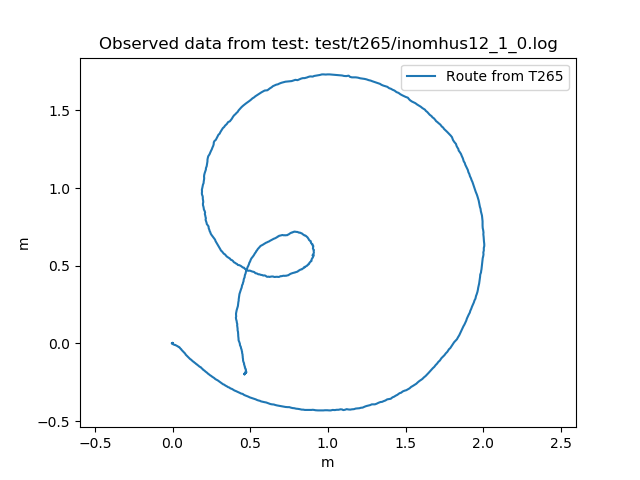 Observed data from test: test/t265/inomhus12_1_0.log
Route from T265
1.5
1.0
0.5
0.0
−0.5
m
−0.5 0.0 0.5 1.0 1.5 2.0 2.5
m